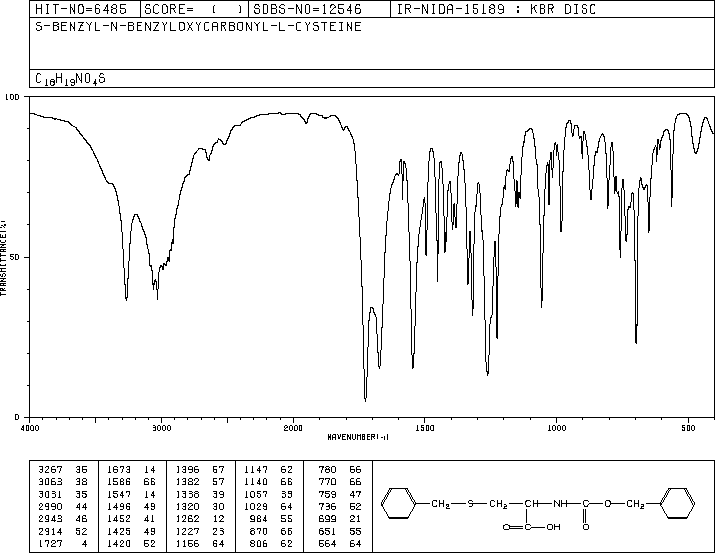 HIT-NO=6485 SCORE= ( ) SDBS-NO=12546 IR-NIDA-15189 : KBR DISC
S-BENZYL-N-BENZYLOXYCARBONYL-L-CYSTEINE
C18H19NO4S
100
50
0
TRANSMITTANCE(%)
4000 3000 2000 1500 1000 500
WAVENUMBER(-1)
3267 35 1673 14 1396 57 1147 62 780 56
3063 38 1586 66 1382 57 1140 66 770 66
3031 35 1547 14 1338 39 1057 33 759 47
2990 44 1496 49 1320 30 1029 64 736 52
2943 46 1452 41 1262 12 984 55 699 21
2914 52 1425 49 1227 23 870 66 651 55
1727 4 1420 52 1156 64 806 62 564 64
CH2 S CH2 CH NH C O CH2
C OH O
O